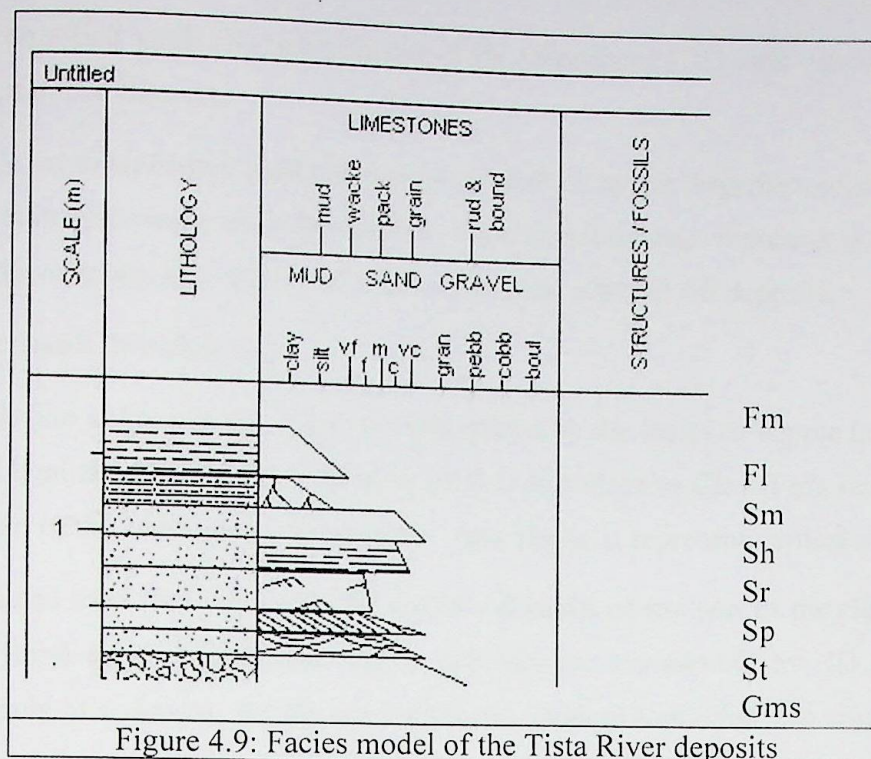 Untitled
SCALE (m)
LITHOLOGY
LIMESTONES
mud
wacke
pack
grain
rud &
bound
MUD SAND GRAVEL
clay
silt
vf
f
m
c
vc
gran
pebb
cobb
boul
STRUCTURES / FOSSILS
1
Fm
Fl
Sm
Sh
Sr
Sp
St
Gms
Figure 4.9: Facies model of the Tista River deposits